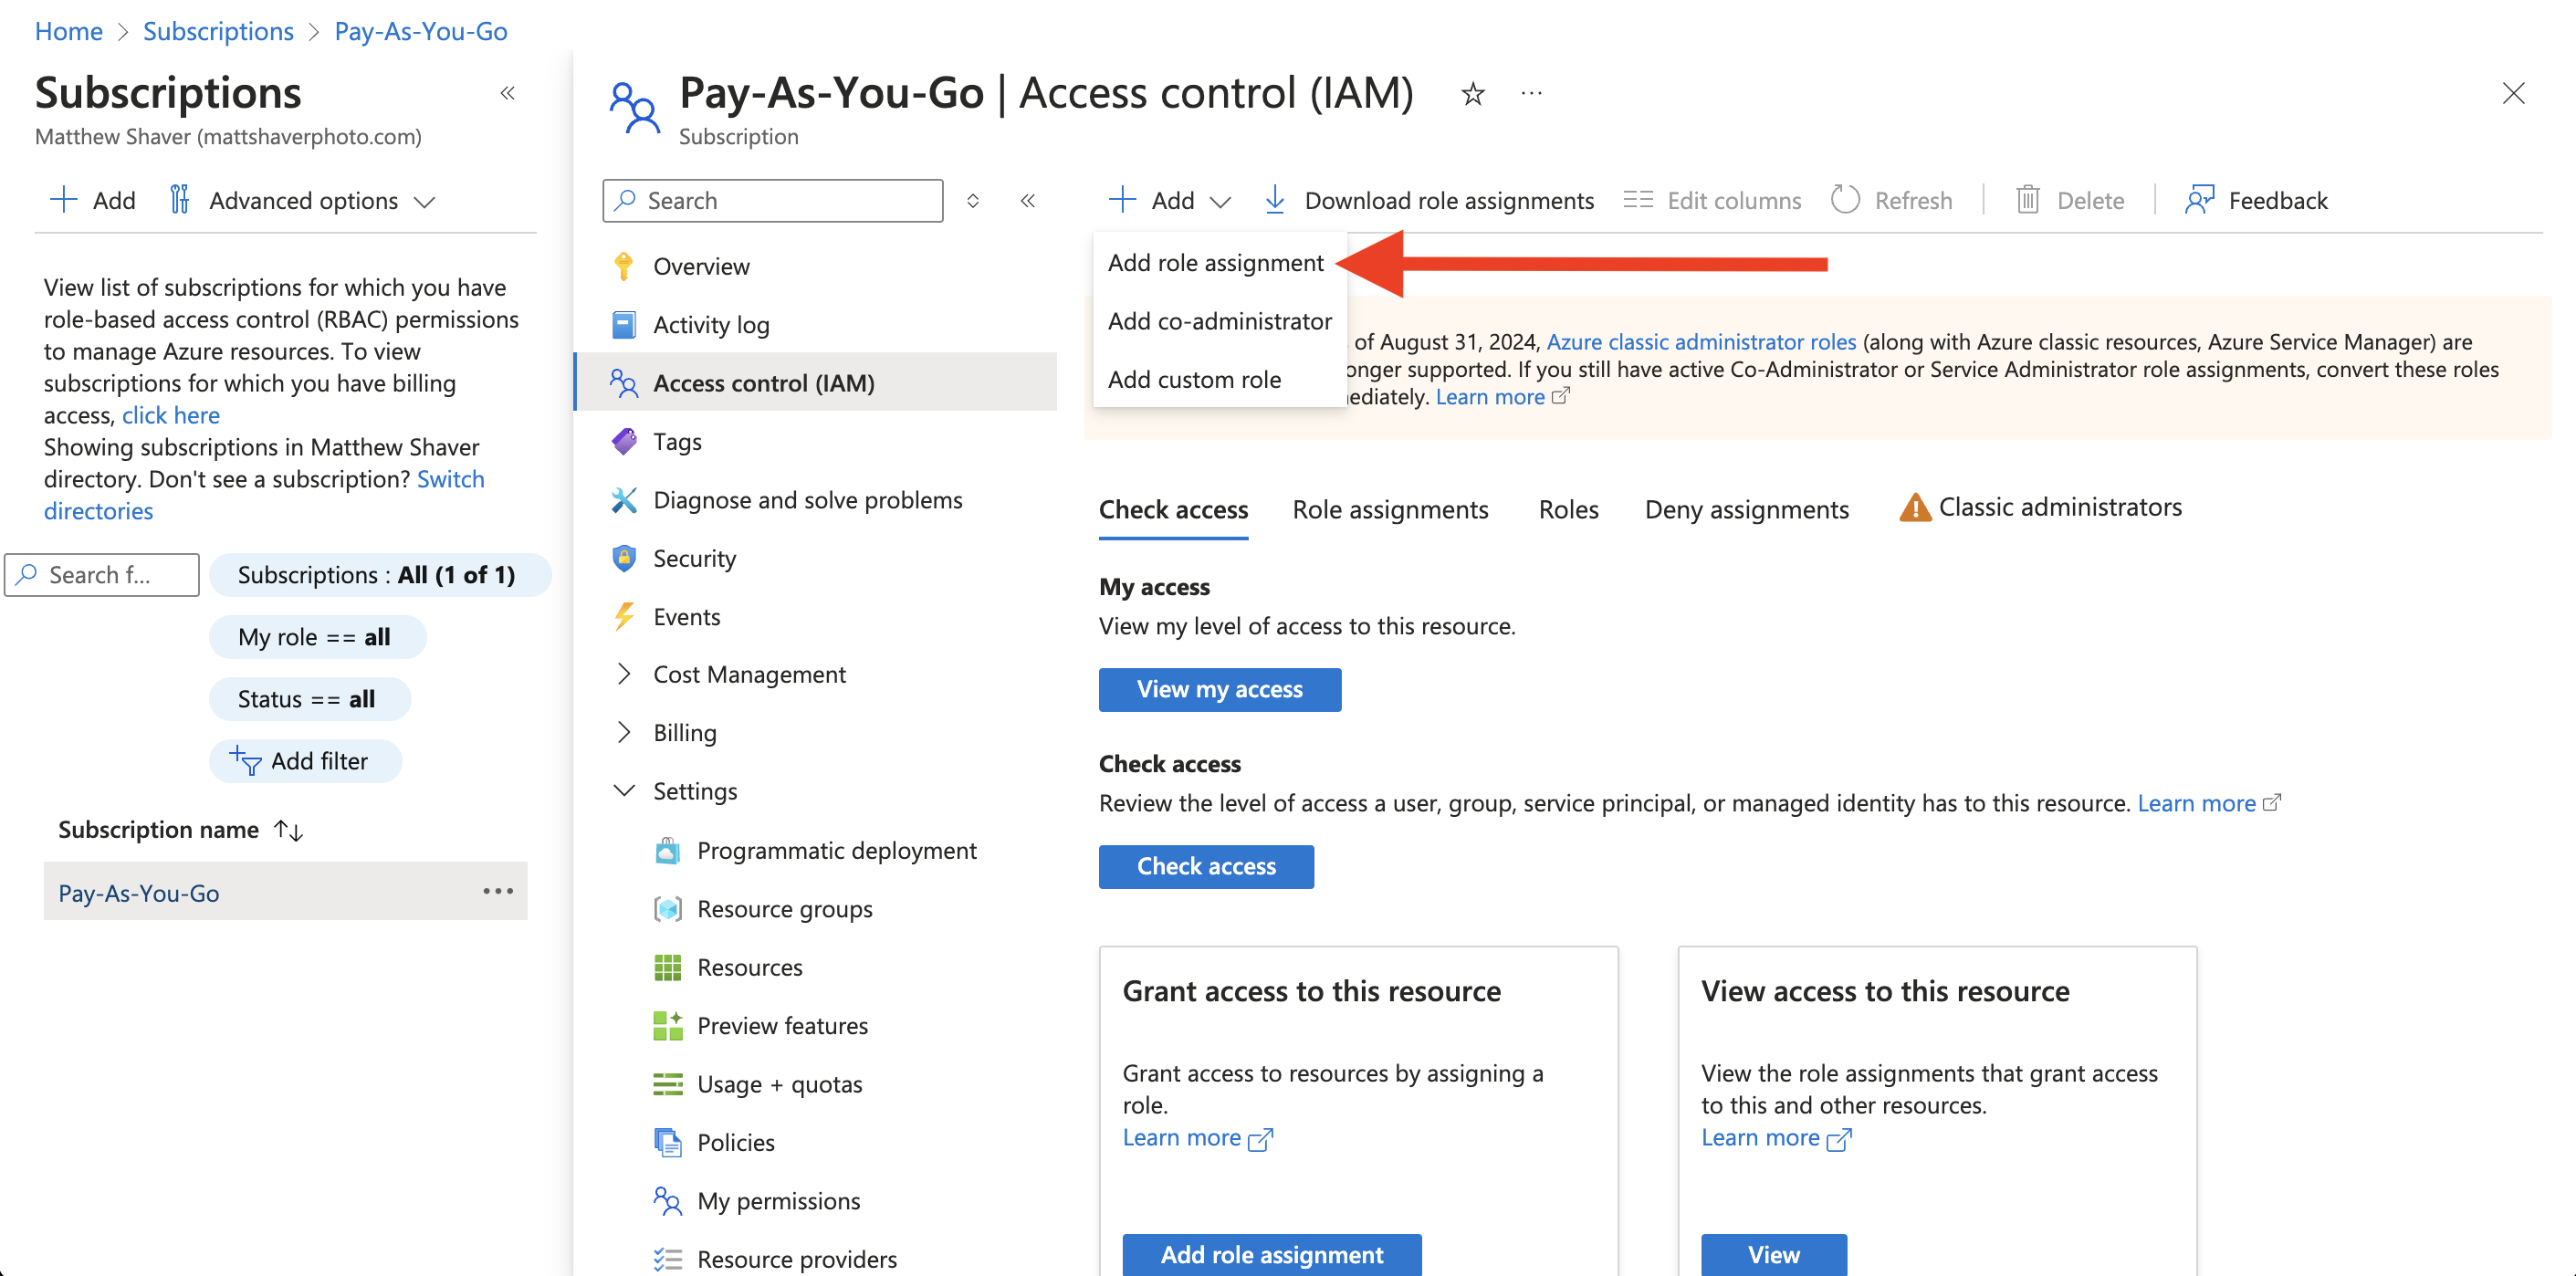 Home > Subscriptions > Pay-As-You-Go
Subscriptions
Matthew Shaver (mattshaverphoto.com)
Add
Advanced options
View list of subscriptions for which you have
role-based access control (RBAC) permissions
to manage Azure resources. To view
subscriptions for which you have billing
access, click here
Showing subscriptions in Matthew Shaver
directory. Don't see a subscription? Switch
directories
Search f...
Subscriptions : All (1 of 1)
My role == all
Status == all
Add filter
Subscription name
Pay-As-You-Go
Pay-As-You-Go | Access control (IAM)
Subscription
Search
Overview
Activity log
Access control (IAM)
Tags
Diagnose and solve problems
Security
Events
Cost Management
Billing
Settings
Programmatic deployment
Resource groups
Resources
Preview features
Usage + quotas
Policies
My permissions
Resource providers
Add
Download role assignments
Edit columns
Refresh
Delete
Feedback
Add role assignment
Add co-administrator
Add custom role
of August 31, 2024, Azure classic administrator roles (along with Azure classic resources, Azure Service Manager) are
onger supported. If you still have active Co-Administrator or Service Administrator role assignments, convert these roles
ediately. Learn more
Check access
Role assignments
Roles
Deny assignments
Classic administrators
My access
View my level of access to this resource.
View my access
Check access
Review the level of access a user, group, service principal, or managed identity has to this resource. Learn more
Check access
Grant access to this resource
Grant access to resources by assigning a
role.
Learn more
Add role assignment
View access to this resource
View the role assignments that grant access
to this and other resources.
Learn more
View